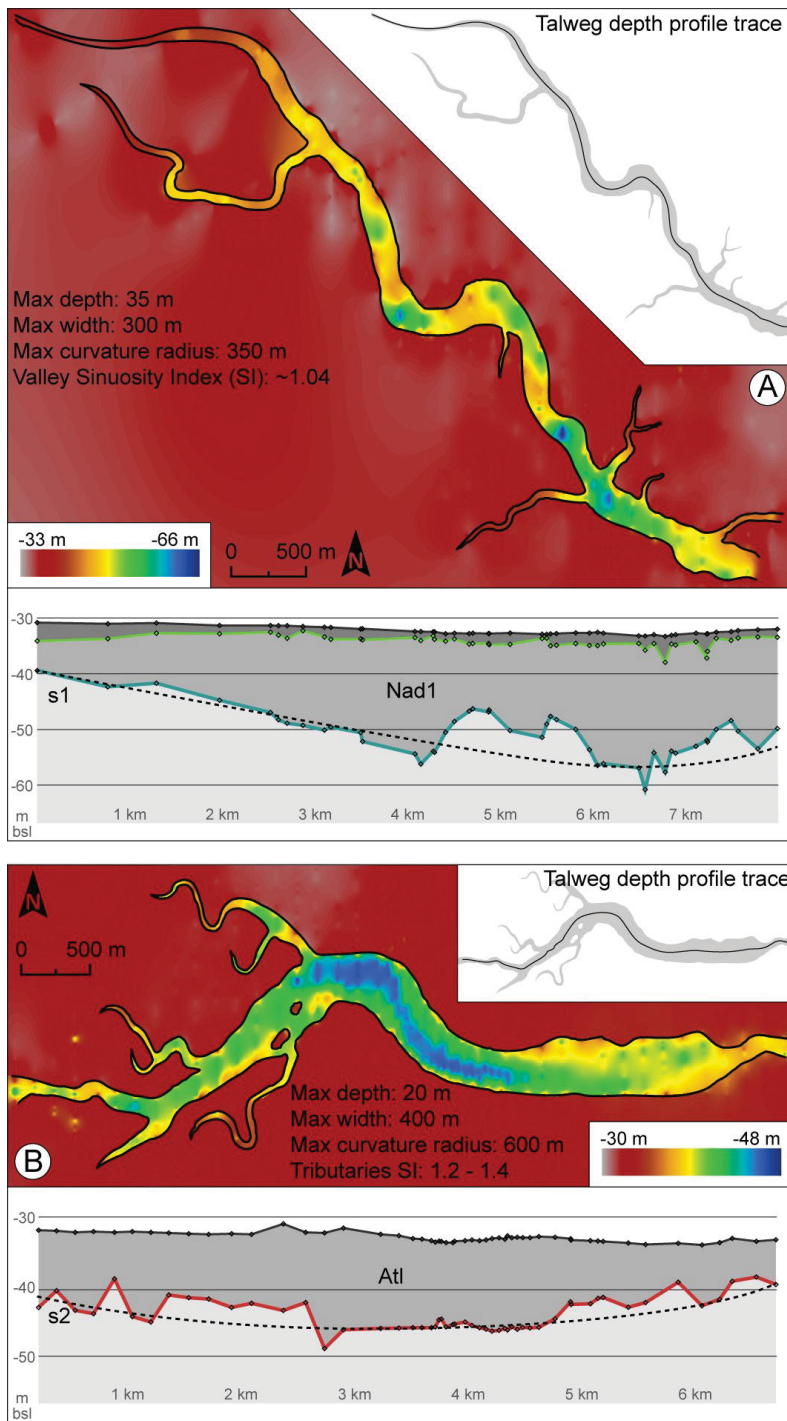 Talweg depth profile trace
Max depth: 35 m
Max width: 300 m
Max curvature radius: 350 m
Valley Sinuosity Index (SI): ~1.04
A
-33 m
-66 m
0
500 m
N
-30
-40
s1
Nad1
-50
-60
m
bsl
1 km
2 km
3 km
4 km
5 km
6 km
7 km
N
Talweg depth profile trace
0
500 m
Max depth: 20 m
Max width: 400 m
Max curvature radius: 600 m
Tributaries SI: 1.2 - 1.4
B
-30 m
-48 m
-30
Atl
-40
s2
-50
m
bsl
1 km
2 km
3 km
4 km
5 km
6 km